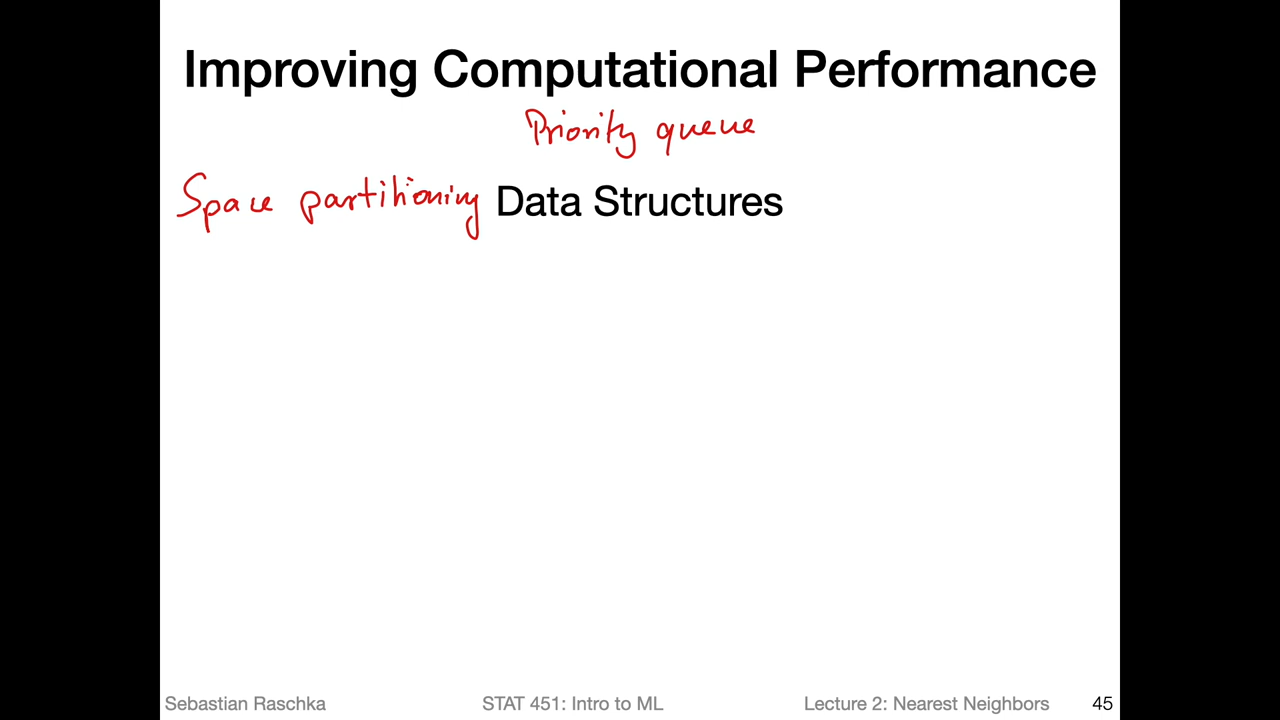 Improving Computational Performance
Priority queue
Space partitioning Data Structures
Sebastian Raschka STAT 451: Intro to ML Lecture 2: Nearest Neighbors 45